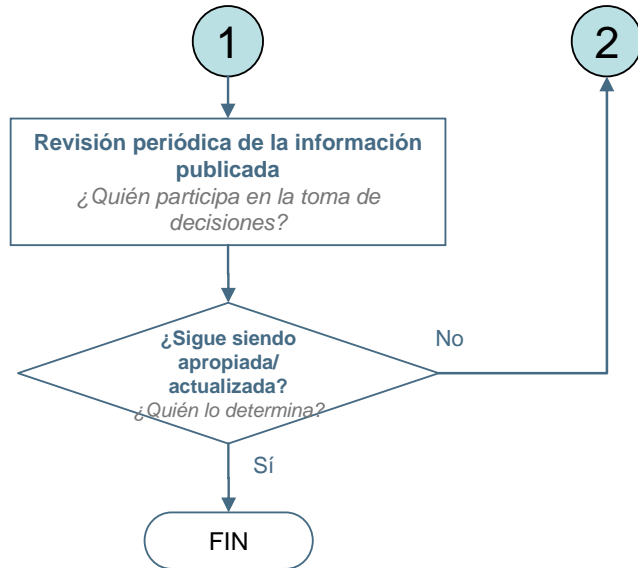 1
2
Revisión periódica de la información
publicada
¿Quién participa en la toma de
decisiones?
¿Sigue siendo
apropiada/
actualizada?
¿Quién lo determina?
No
Sí
FIN